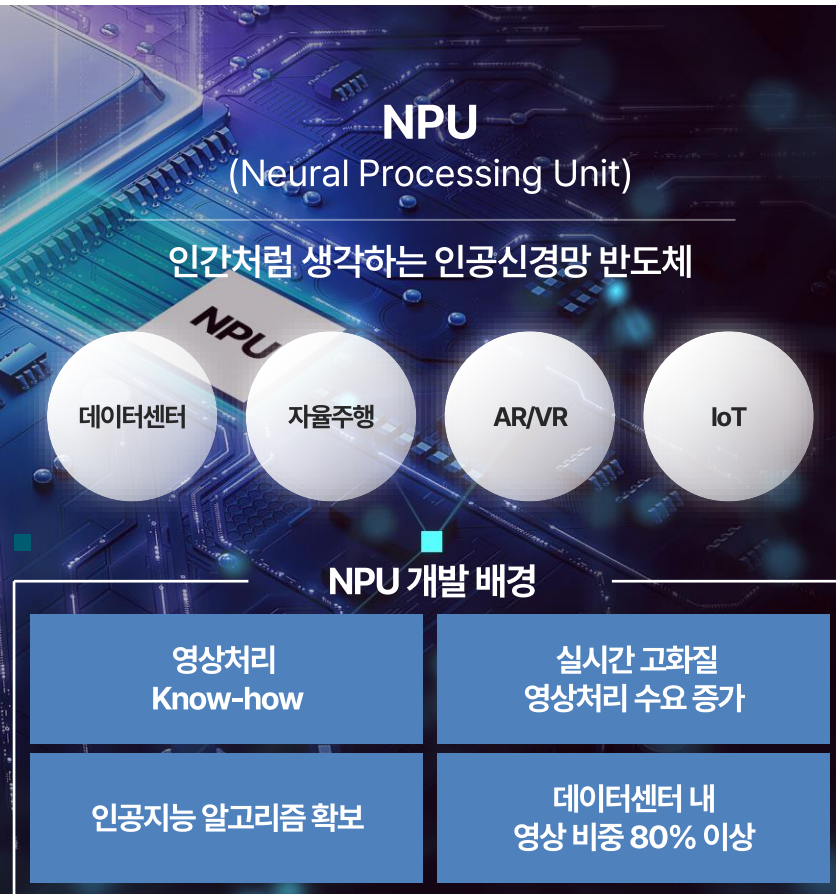 NPU
(Neural Processing Unit)
인간처럼 생각하는 인공신경망 반도체
NPU
데이터센터
자율주행
AR/VR
IoT
NPU 개발 배경
영상처리
Know-how
실시간 고화질
영상처리 수요 증가
인공지능 알고리즘 확보
데이터센터 내
영상 비중 80% 이상